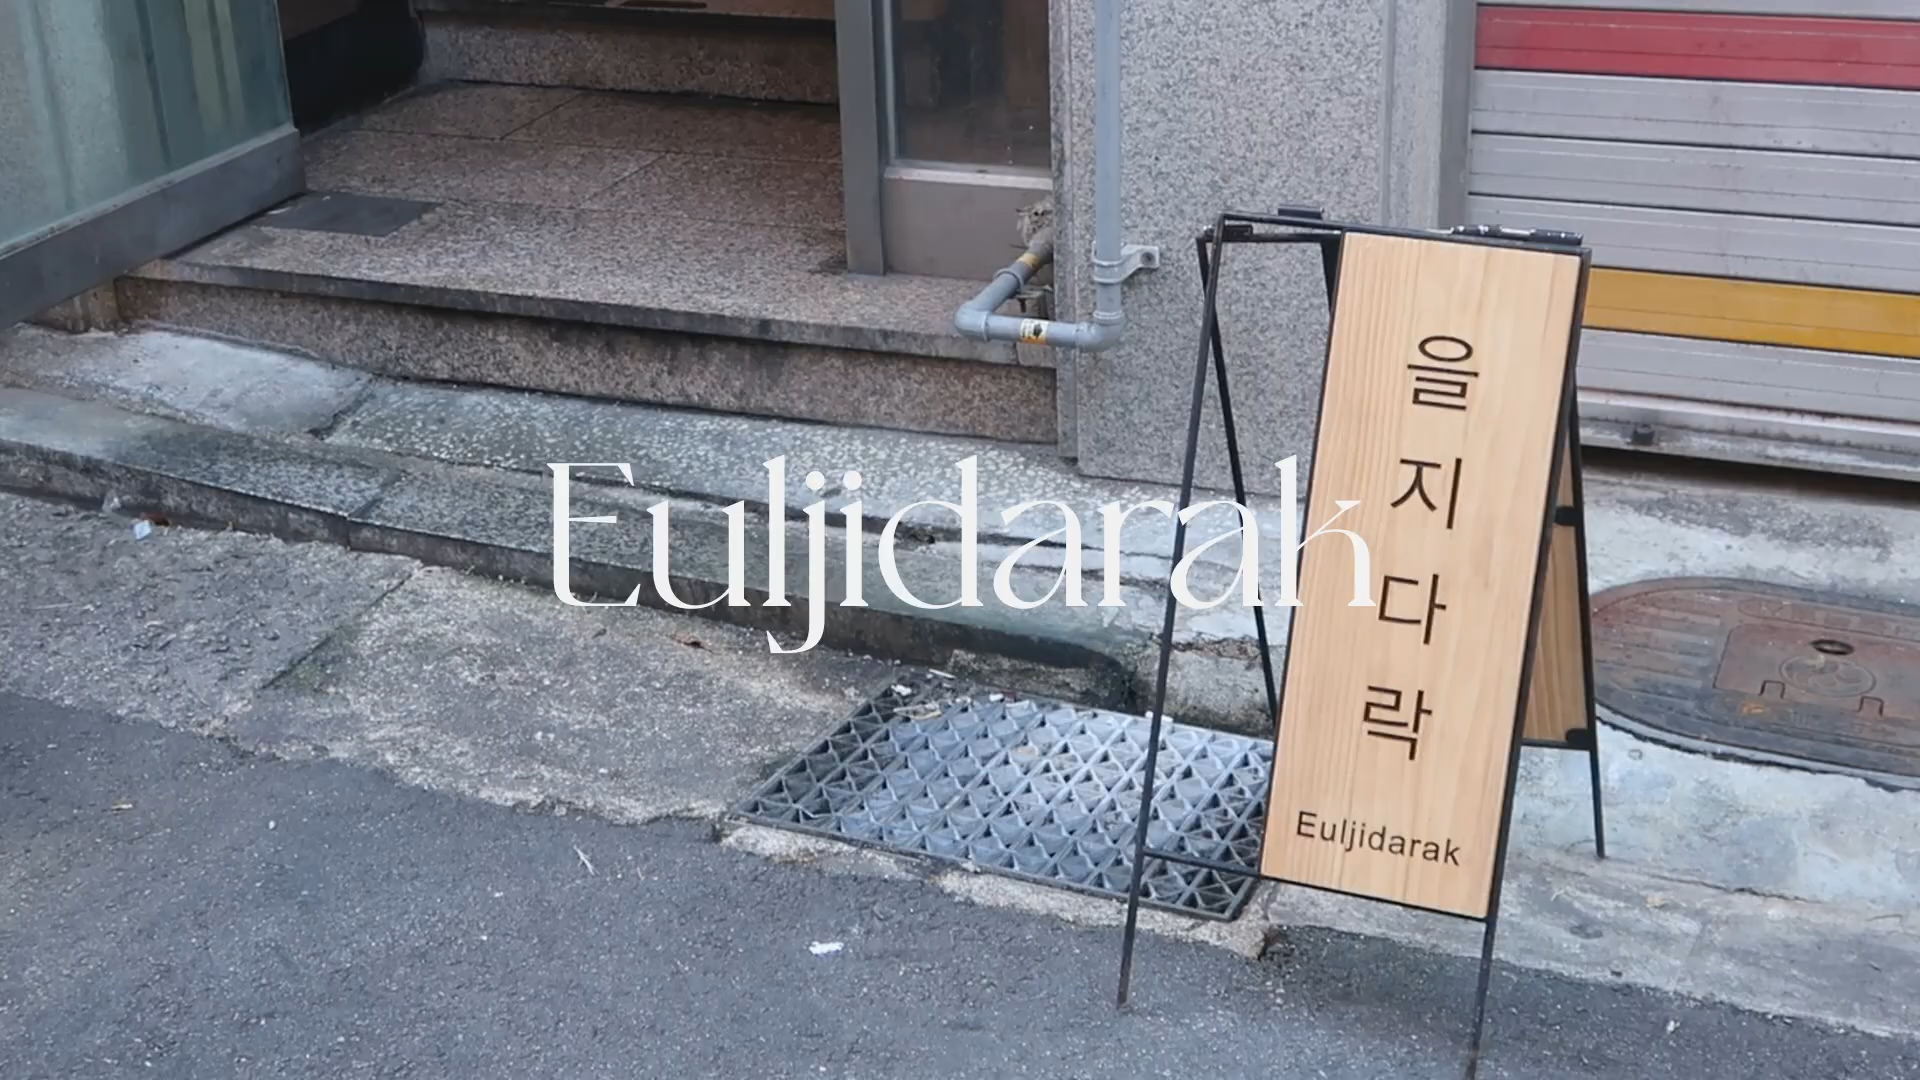 Euljidarak
을
지
다
락
Euljidarak